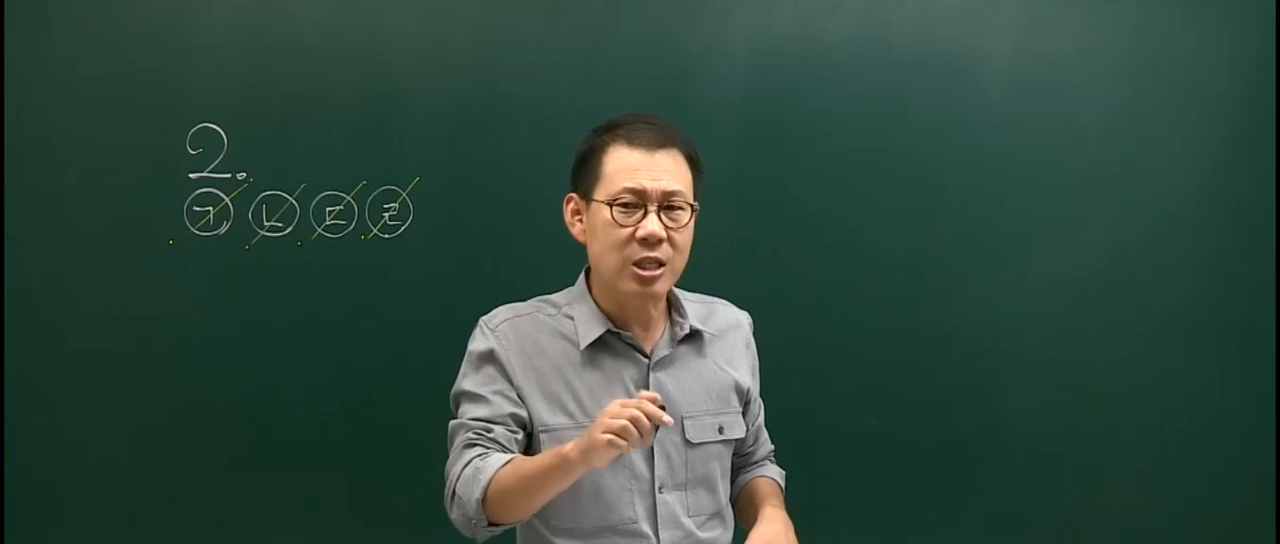 2.
㉠ ㉡ ㉢ ㉣